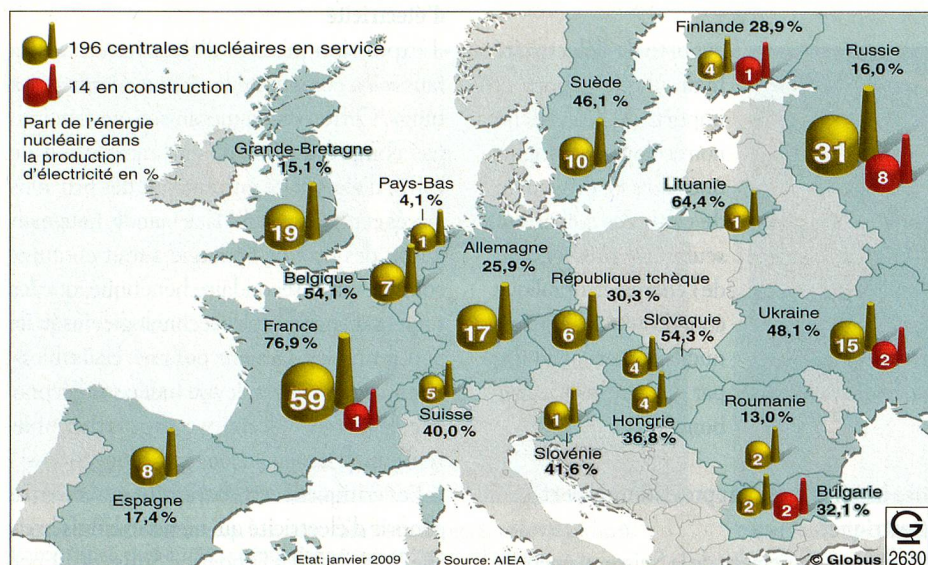 196 centrales nucléaires en service
14 en construction
Part de l'énergie
nucléaire dans
la production
d'électricité en %
Finlande 28,9 %
4
1
Russie
16,0 %
31
8
Suède
46,1 %
10
Grande-Bretagne
15,1 %
19
Pays-Bas
4,1 %
1
Lituanie
64,4 %
1
Belgique
54,1 %
7
Allemagne
25,9 %
17
République tchèque
30,3 %
6
Slovaquie
54,3 %
4
Ukraine
48,1 %
15
2
France
76,9 %
59
1
5
Suisse
40,0 %
1
Slovénie
41,6 %
4
Hongrie
36,8 %
Roumanie
13,0 %
2
8
Espagne
17,4 %
2
2
Bulgarie
32,1 %
Etat: janvier 2009 Source: AIEA
© Globus
G
2630